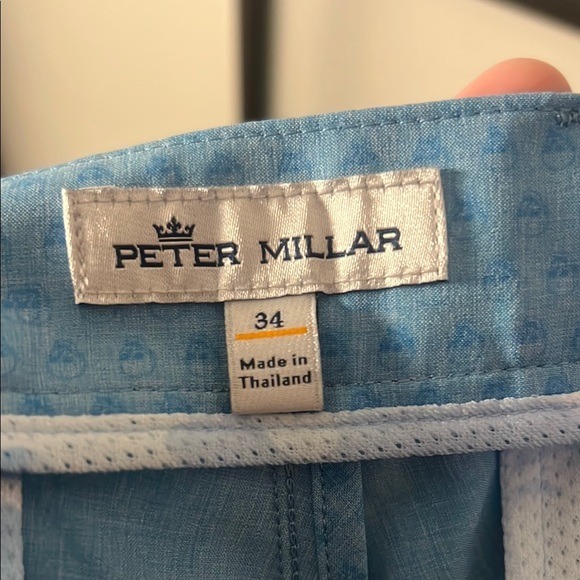 PETER MILLAR
34
Made in
Thailand